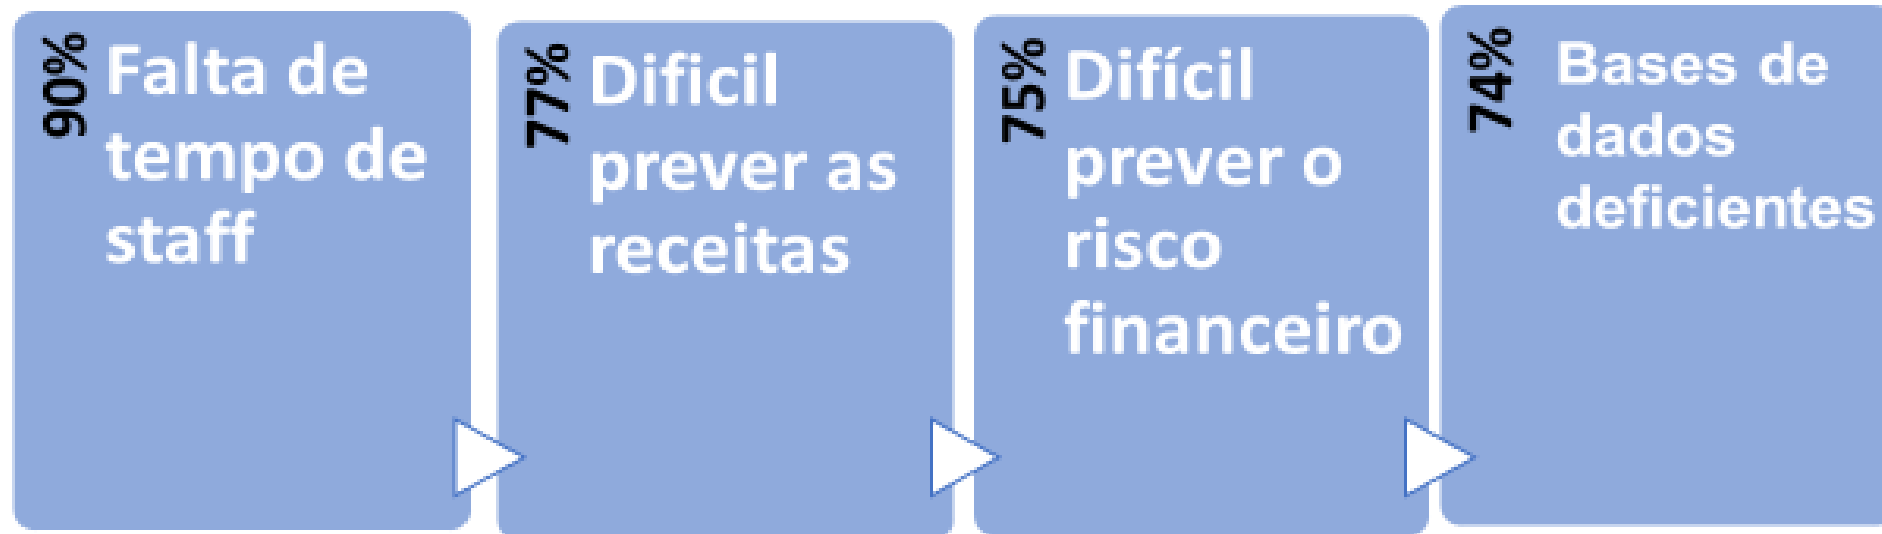 90%
Falta de
tempo de
staff
77%
Dificil
prever as
receitas
75%
Difícil
prever o
risco
financeiro
74%
Bases de
dados
deficientes